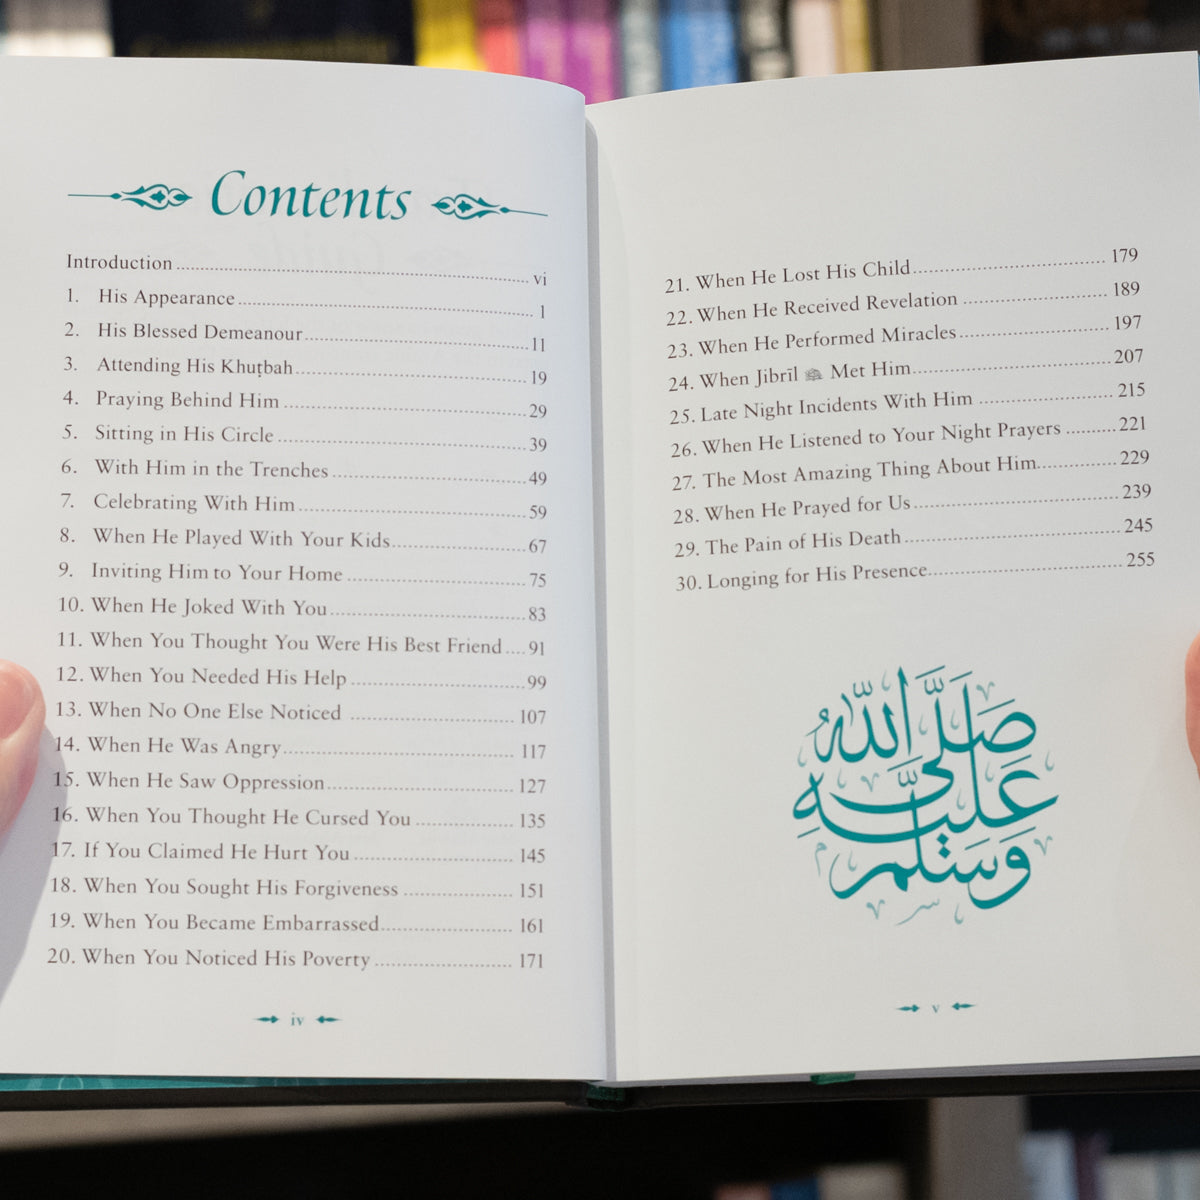 Contents
Introduction ........ vi
1. His Appearance ........ 1
2. His Blessed Demeanour ........ 11
3. Attending His Khuṭbah ........ 19
4. Praying Behind Him ........ 29
5. Sitting in His Circle ........ 39
6. With Him in the Trenches ........ 49
7. Celebrating With Him ........ 59
8. When He Played With Your Kids ........ 67
9. Inviting Him to Your Home ........ 75
10. When He Joked With You ........ 83
11. When You Thought You Were His Best Friend .... 91
12. When You Needed His Help ........ 99
13. When No One Else Noticed ........ 107
14. When He Was Angry ........ 117
15. When He Saw Oppression ........ 127
16. When You Thought He Cursed You ........ 135
17. If You Claimed He Hurt You ........ 145
18. When You Sought His Forgiveness ........ 151
19. When You Became Embarrassed ........ 161
20. When You Noticed His Poverty ........ 171
iv
21. When He Lost His Child ........ 179
22. When He Received Revelation ........ 189
23. When He Performed Miracles ........ 197
24. When Jibrīl Met Him ........ 207
25. Late Night Incidents With Him ........ 215
26. When He Listened to Your Night Prayers ........ 221
27. The Most Amazing Thing About Him ........ 229
28. When He Prayed for Us ........ 239
29. The Pain of His Death ........ 245
30. Longing for His Presence ........ 255
صَلَّى اللّٰه
عَلَيْهِ
وَسَلَّم
v